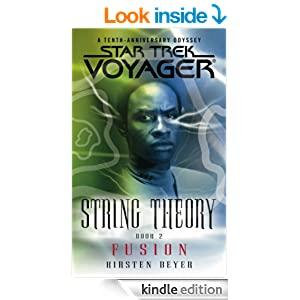 Look inside
A TENTH-ANNIVERSARY ODYSSEY
STAR TREK
VOYAGER
STRING THEORY
BOOK 2
FUSION
KIRSTEN BEYER
kindle edition